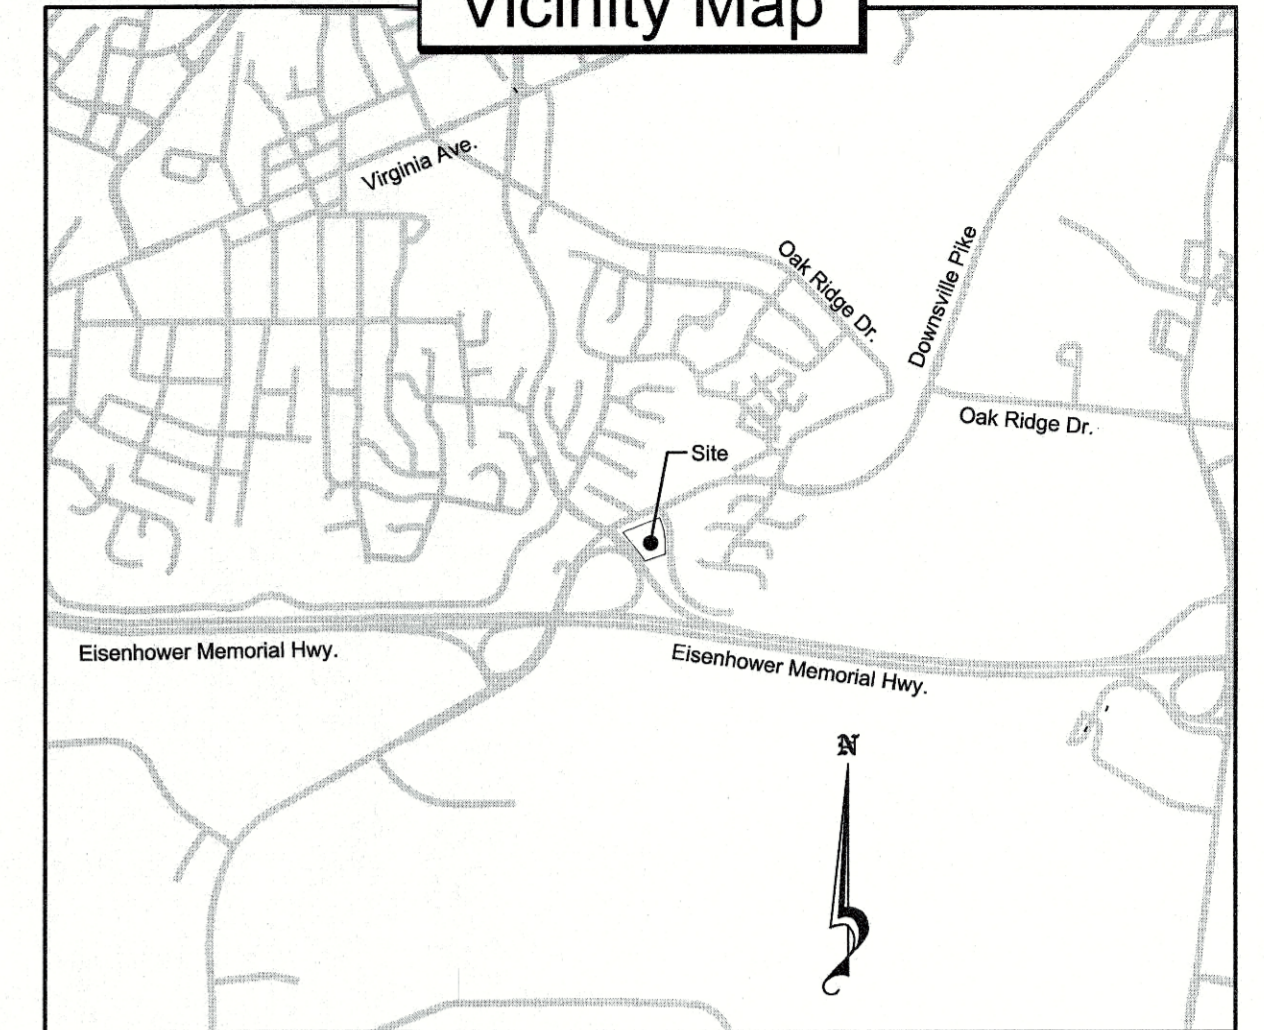 Vicinity Map
Virginia Ave.
Oak Ridge Dr.
Downsville Pike
Oak Ridge Dr.
Site
Eisenhower Memorial Hwy.
Eisenhower Memorial Hwy.
N